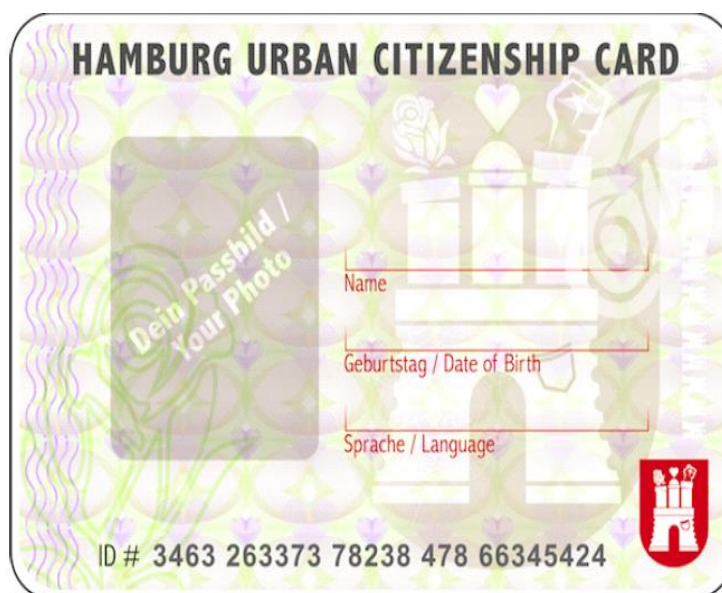 HAMBURG URBAN CITIZENSHIP CARD
Dein Passbild /
Your Photo
Name
Geburtstag / Date of Birth
Sprache / Language
ID # 3463 263373 78238 478 66345424